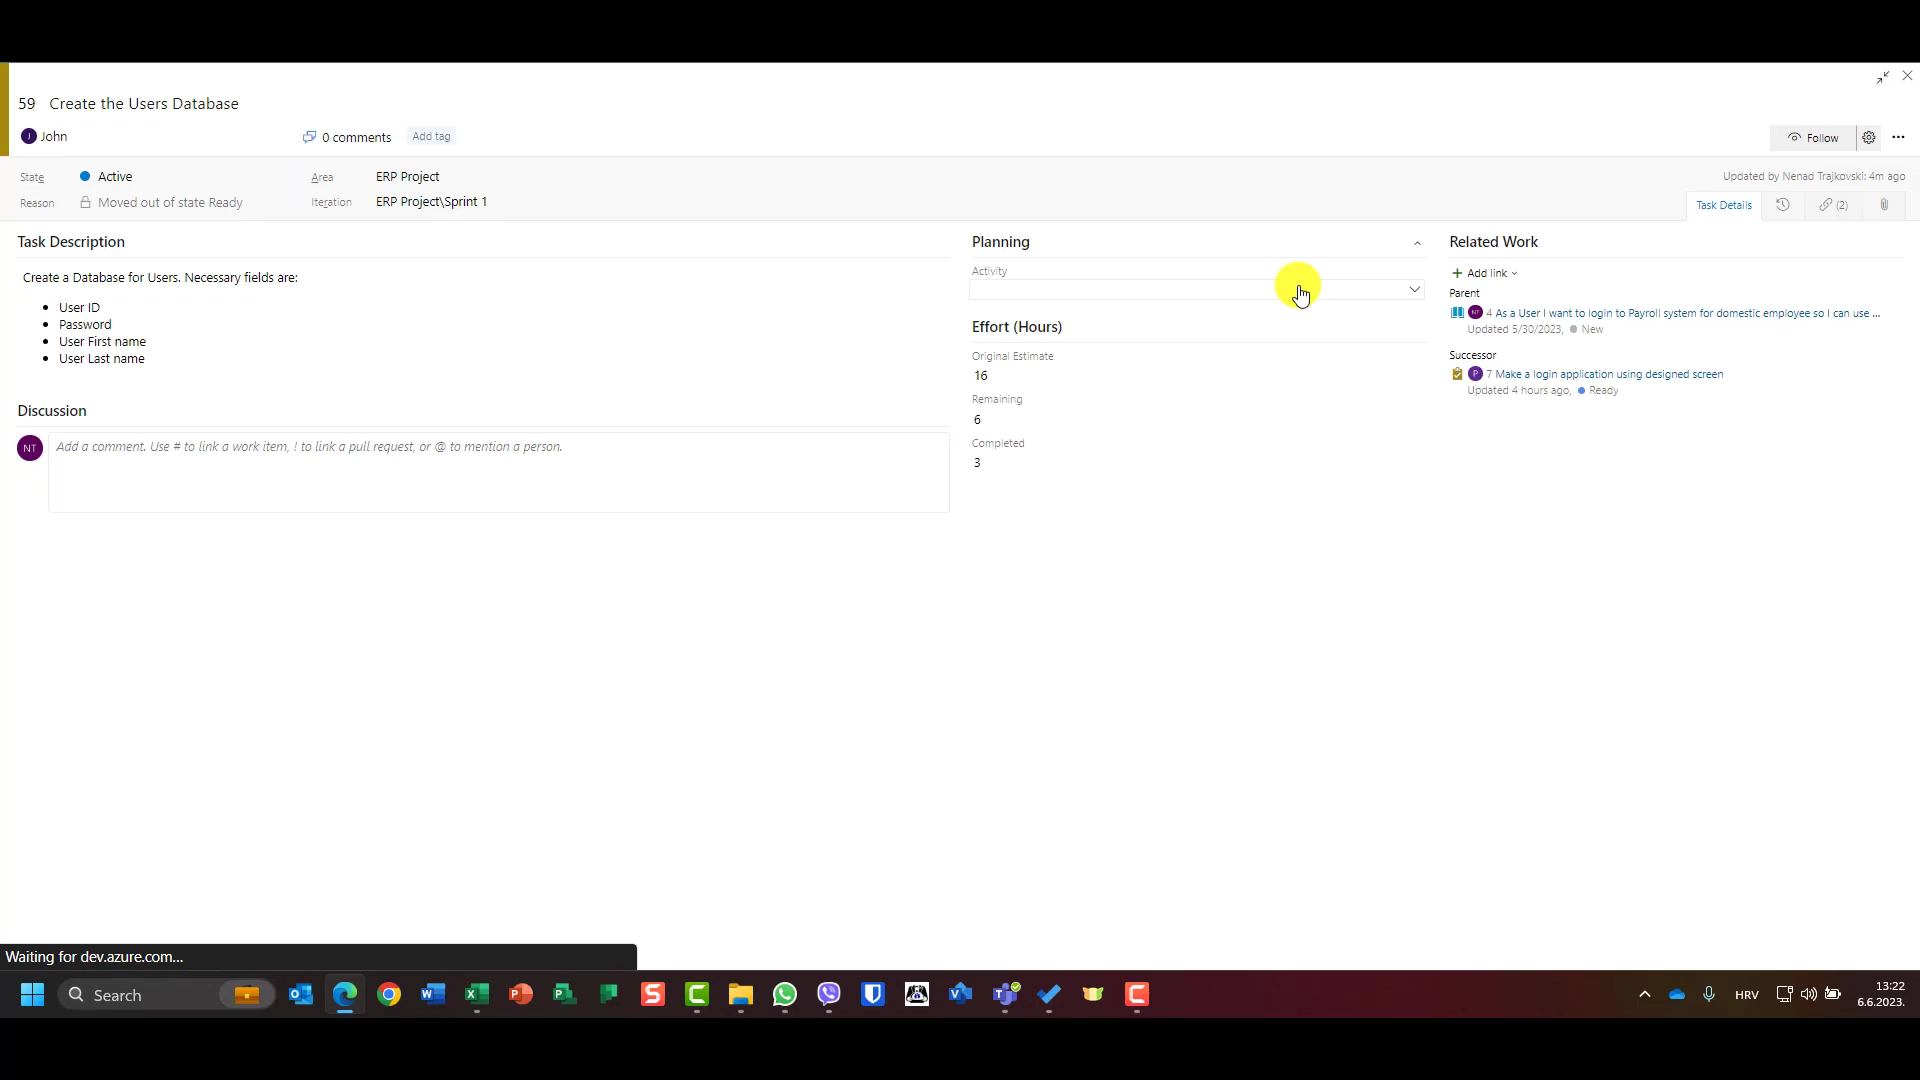 59 Create the Users Database
J John
0 comments
Add tag
Follow
State
Active
Area
ERP Project
Updated by Nenad Trajkovski: 4m ago
Reason
Moved out of state Ready
Iteration
ERP Project\Sprint 1
Task Details
(2)
Task Description
Create a Database for Users. Necessary fields are:
User ID
Password
User First name
User Last name
Discussion
NT
Add a comment. Use # to link a work item, ! to link a pull request, or @ to mention a person.
Planning
Activity
Effort (Hours)
Original Estimate
16
Remaining
6
Completed
3
Related Work
+ Add link
Parent
NT 4 As a User I want to login to Payroll system for domestic employee so I can use ...
Updated 5/30/2023, New
Successor
P 7 Make a login application using designed screen
Updated 4 hours ago, Ready
Waiting for dev.azure.com...
Search
HRV
13:22
6.6.2023.